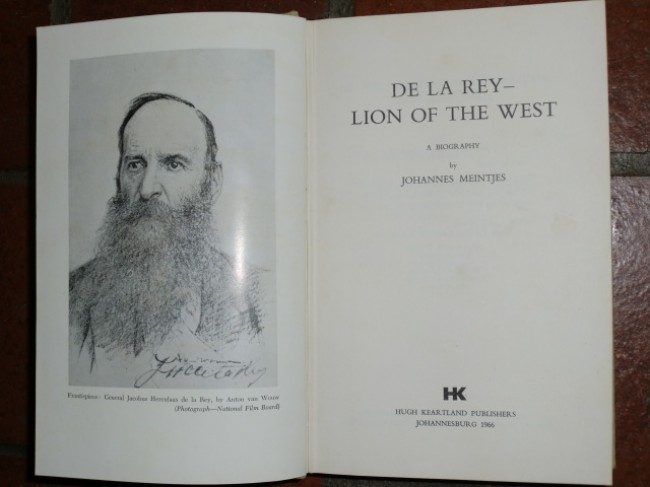 Frontispiece: General Jacobus Hercolaas de la Rey, by Anton van Wouw
(Photograph—National Film Board)
DE LA REY–
LION OF THE WEST
A BIOGRAPHY
by
JOHANNES MEINTJES
HK
HUGH KEARTLAND PUBLISHERS
JOHANNESBURG 1966